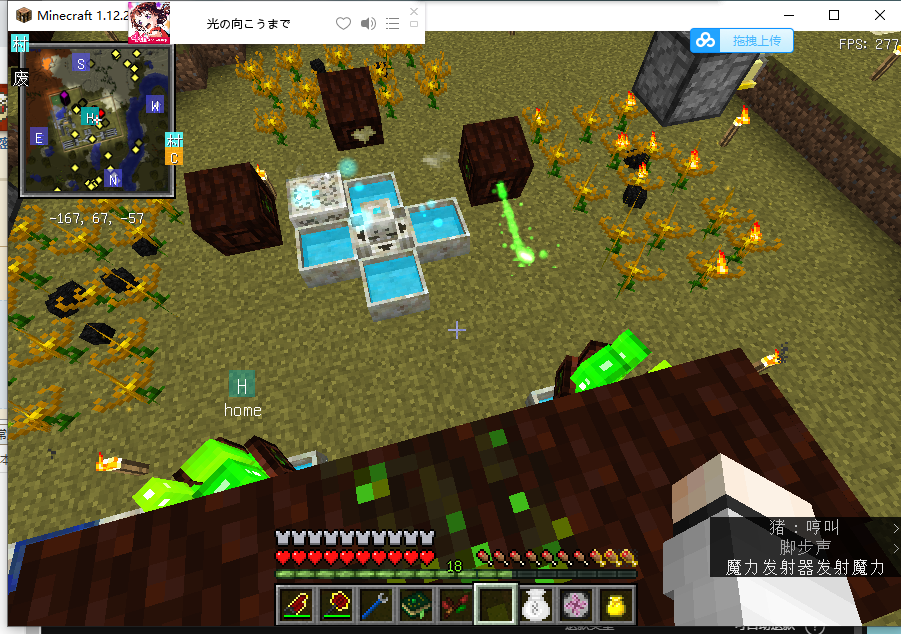 Minecraft 1.12.2
光の向こうまで
拖拽上传
FPS: 277
村
废
S
W
H
E
N
村
C
-167, 67, -57
H
home
猪：哼叫
脚步声
魔力发射器发射魔力
18